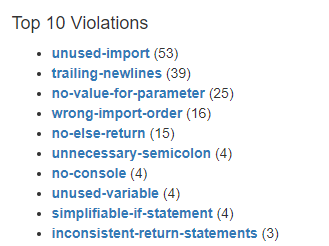 Top 10 Violations
unused-import (53)
trailing-newlines (39)
no-value-for-parameter (25)
wrong-import-order (16)
no-else-return (15)
unnecessary-semicolon (4)
no-console (4)
unused-variable (4)
simplifiable-if-statement (4)
inconsistent-return-statements (3)